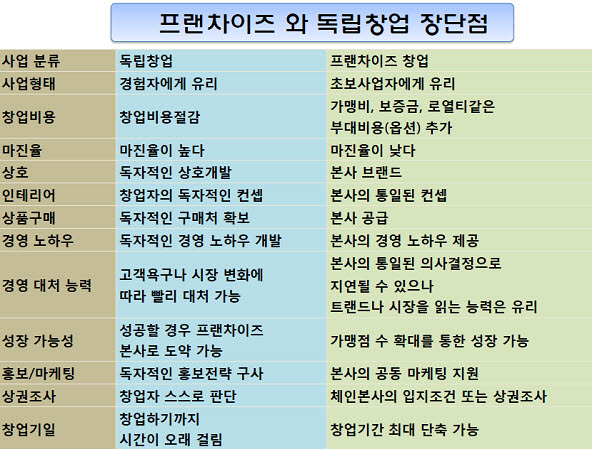 프랜차이즈 와 독립창업 장단점
사업 분류 독립창업 프랜차이즈 창업
사업형태 경험자에게 유리 초보사업자에게 유리
창업비용 창업비용절감 가맹비, 보증금, 로열티같은
부대비용(옵션) 추가
마진율 마진율이 높다 마진율이 낮다
상호 독자적인 상호개발 본사 브랜드
인테리어 창업자의 독자적인 컨셉 본사의 통일된 컨셉
상품구매 독자적인 구매처 확보 본사 공급
경영 노하우 독자적인 경영 노하우 개발 본사의 경영 노하우 제공
경영 대처 능력 고객욕구나 시장 변화에
따라 빨리 대처 가능 본사의 통일된 의사결정으로
지연될 수 있으나
트랜드나 시장을 읽는 능력은 유리
성장 가능성 성공할 경우 프랜차이즈
본사로 도약 가능 가맹점 수 확대를 통한 성장 가능
홍보/마케팅 독자적인 홍보전략 구사 본사의 공동 마케팅 지원
상권조사 창업자 스스로 판단 체인본사의 입지조건 또는 상권조사
창업기일 창업하기까지
시간이 오래 걸림 창업기간 최대 단축 가능